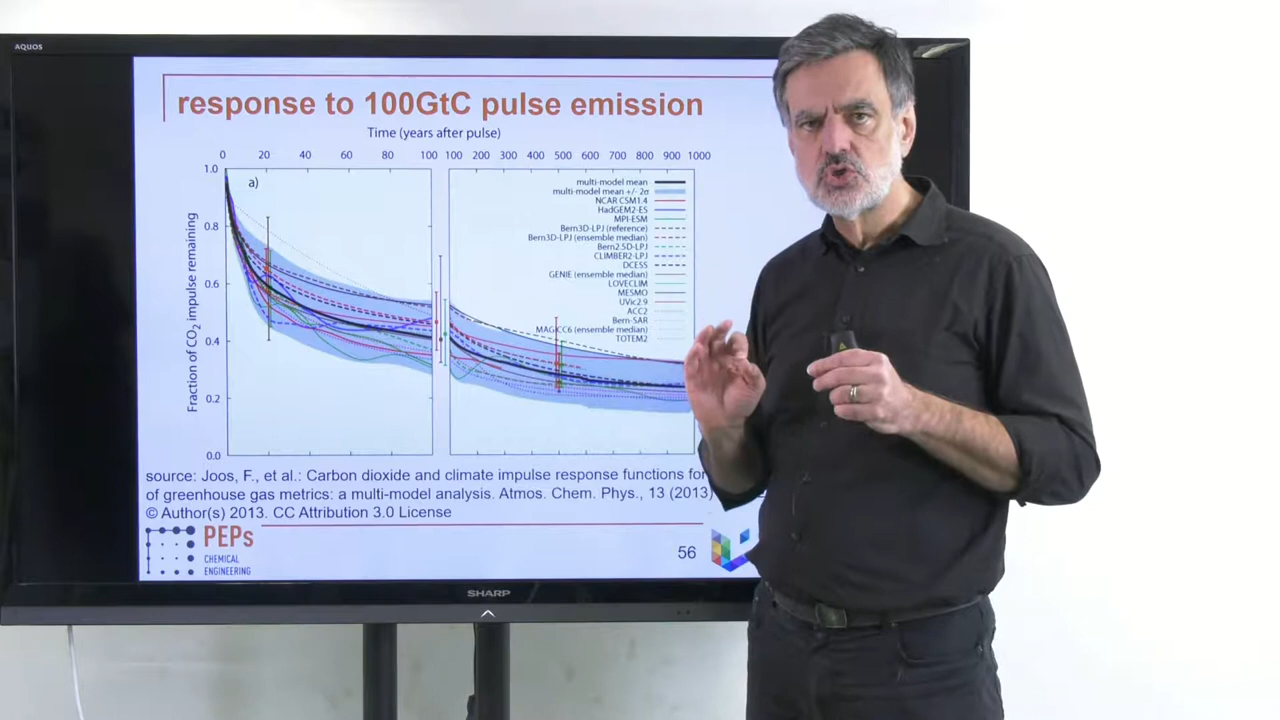 AQUOS
response to 100GtC pulse emission
Time (years after pulse)
0 20 40 60 80 100 100 200 300 400 500 600 700 800 900 1000
1.0
0.8
0.6
0.4
0.2
0.0
Fraction of CO2 impulse remaining
a)
multi-model mean
multi-model mean +/- 2σ
NCAR CSM1.4
HadGEM2-ES
MPI-ESM
Bern3D-LPJ (reference)
Bern3D-LPJ (ensemble median)
Bern2.5D-LPJ
CLIMBER2-LPJ
DCESS
GENIE (ensemble median)
LOVECLIM
MESMO
UVic2.9
ACC2
Bern-SAR
MAGICC6 (ensemble median)
TOTEM2
source: Joos, F., et al.: Carbon dioxide and climate impulse response functions for
of greenhouse gas metrics: a multi-model analysis. Atmos. Chem. Phys., 13 (2013)
© Author(s) 2013. CC Attribution 3.0 License
PEPs
CHEMICAL
ENGINEERING
56
SHARP